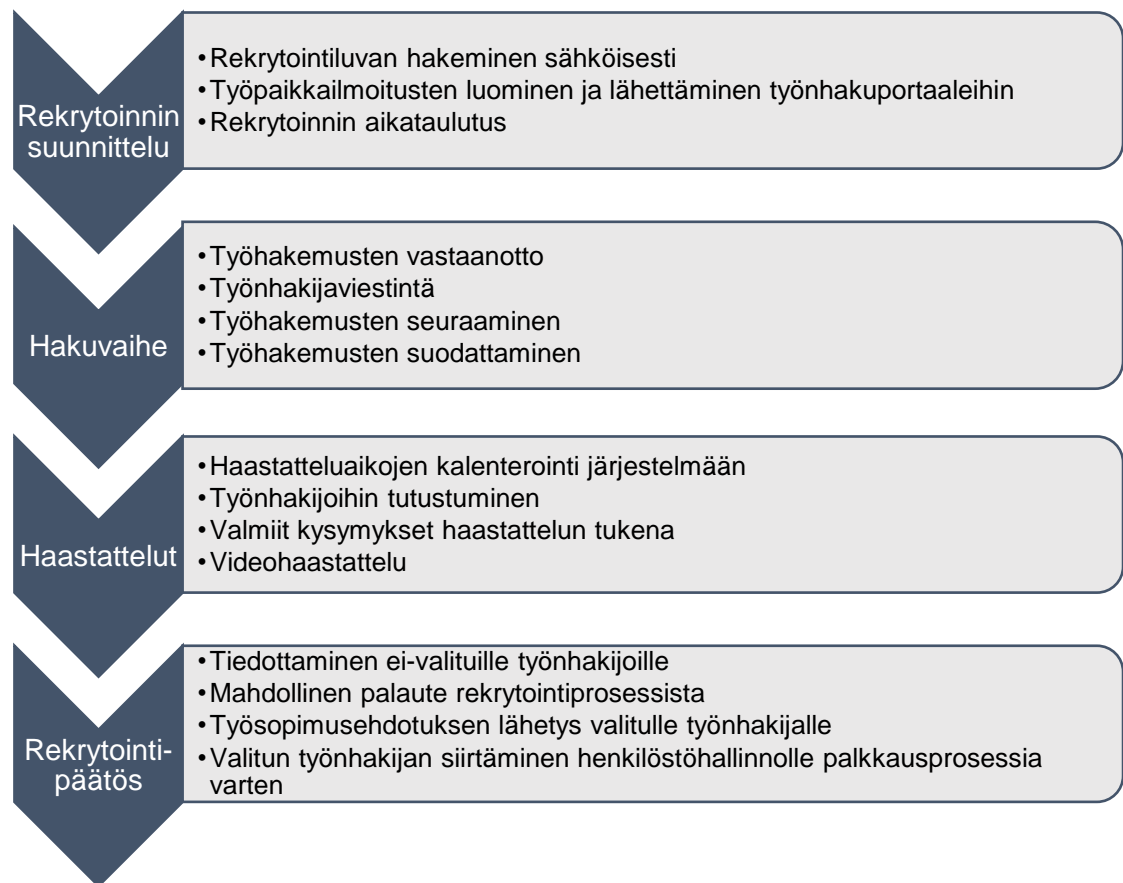 Rekrytoinnin
suunnittelu
•Rekrytointiluvan hakeminen sähköisesti
•Työpaikkailmoitusten luominen ja lähettäminen työnhakuportaaleihin
•Rekrytoinnin aikataulutus
Hakuvaihe
•Työhakemusten vastaanotto
•Työnhakijaviestintä
•Työhakemusten seuraaminen
•Työhakemusten suodattaminen
Haastattelut
•Haastatteluaikojen kalenterointi järjestelmään
•Työnhakijoihin tutustuminen
•Valmiit kysymykset haastattelun tukena
•Videohaastattelu
Rekrytointi-
päätös
•Tiedottaminen ei-valituille työnhakijoille
•Mahdollinen palaute rekrytointiprosessista
•Työsopimusehdotuksen lähetys valitulle työnhakijalle
•Valitun työnhakijan siirtäminen henkilöstöhallinnolle palkkausprosessia
varten